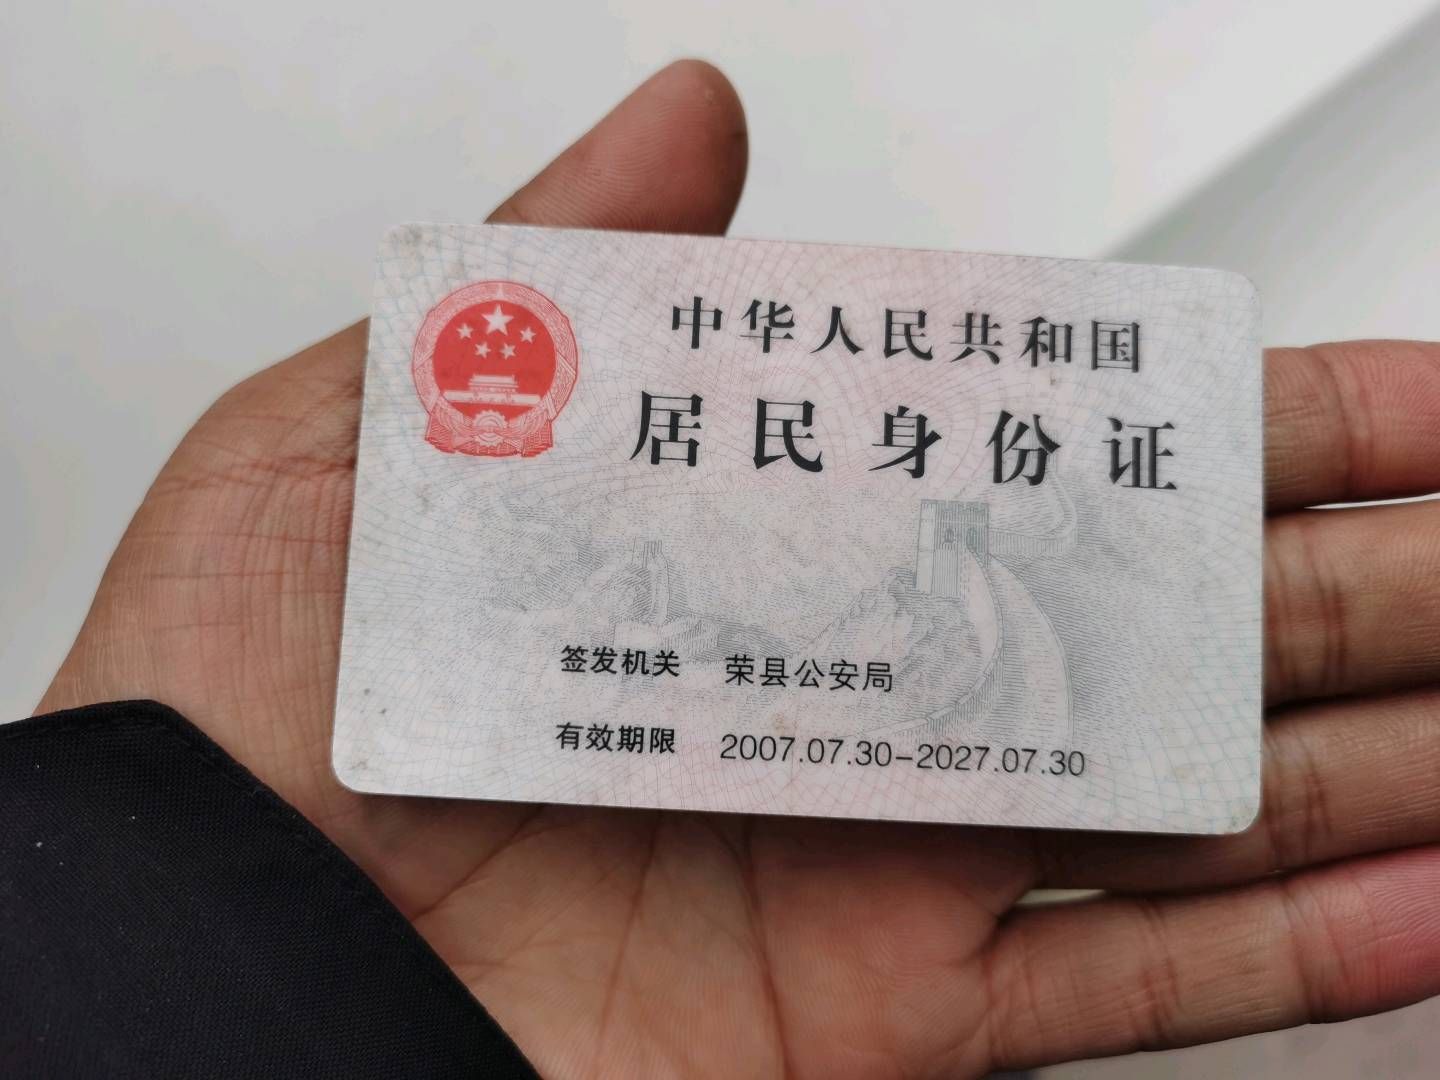 中华人民共和国
居民身份证
签发机关 荣县公安局
有效期限 2007.07.30-2027.07.30